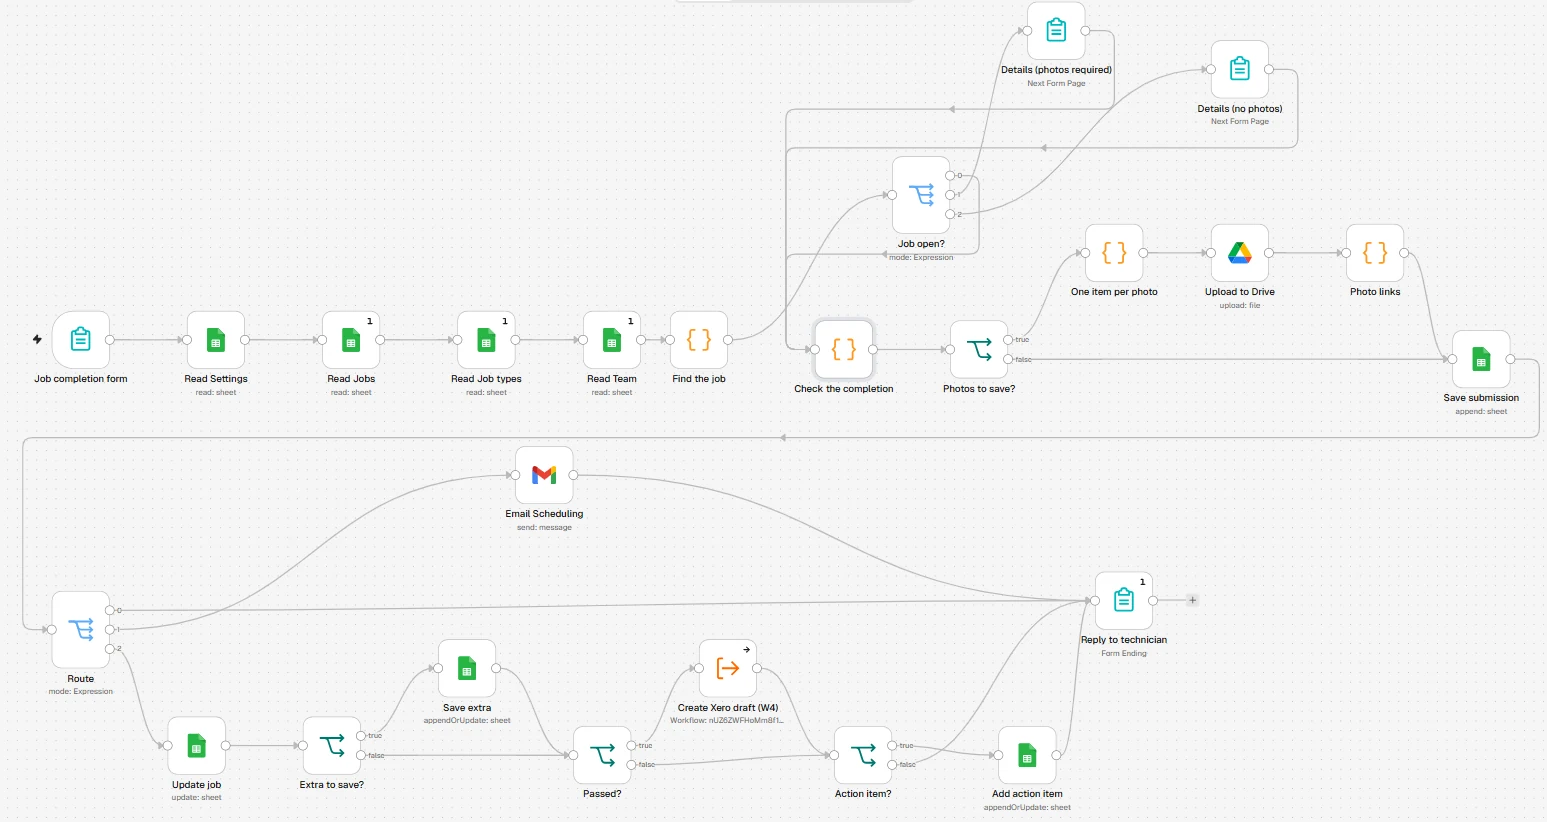 Details (photos required)
Next Form Page
Details (no photos)
Next Form Page
0
1
2
Job open?
mode: Expression
One item per photo
Upload to Drive
upload: file
Photo links
Job completion form
Read Settings
read: sheet
1
Read Jobs
read: sheet
1
Read Job types
read: sheet
1
Read Team
read: sheet
Find the job
Check the completion
true
false
Photos to save?
Save submission
append: sheet
Email Scheduling
send: message
0
1
2
Route
mode: Expression
1
Reply to technician
Form Ending
Save extra
appendOrUpdate: sheet
Create Xero draft (W4)
Update job
update: sheet
true
false
Extra to save?
true
false
Passed?
true
false
Action item?
Add action item
appendOrUpdate: sheet